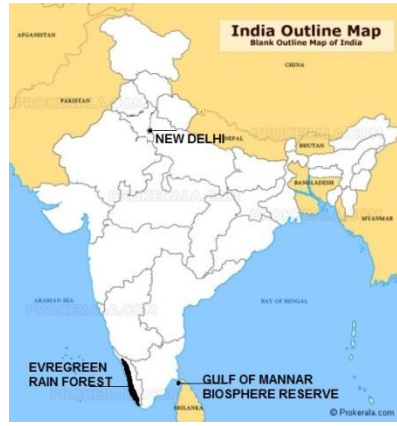 India Outline Map
Blank Outline Map of India
AFGANISTAN
CHINA
PAKISTAN
NEW DELHI
NEPAL
BHUTAN
BANGLADESH
MYANMAR
ARABIAN SEA
BAY OF BENGAL
EVREGREEN
RAIN FOREST
GULF OF MANNAR
BIOSPHERE RESERVE
SRILANKA
© Prokerala.com